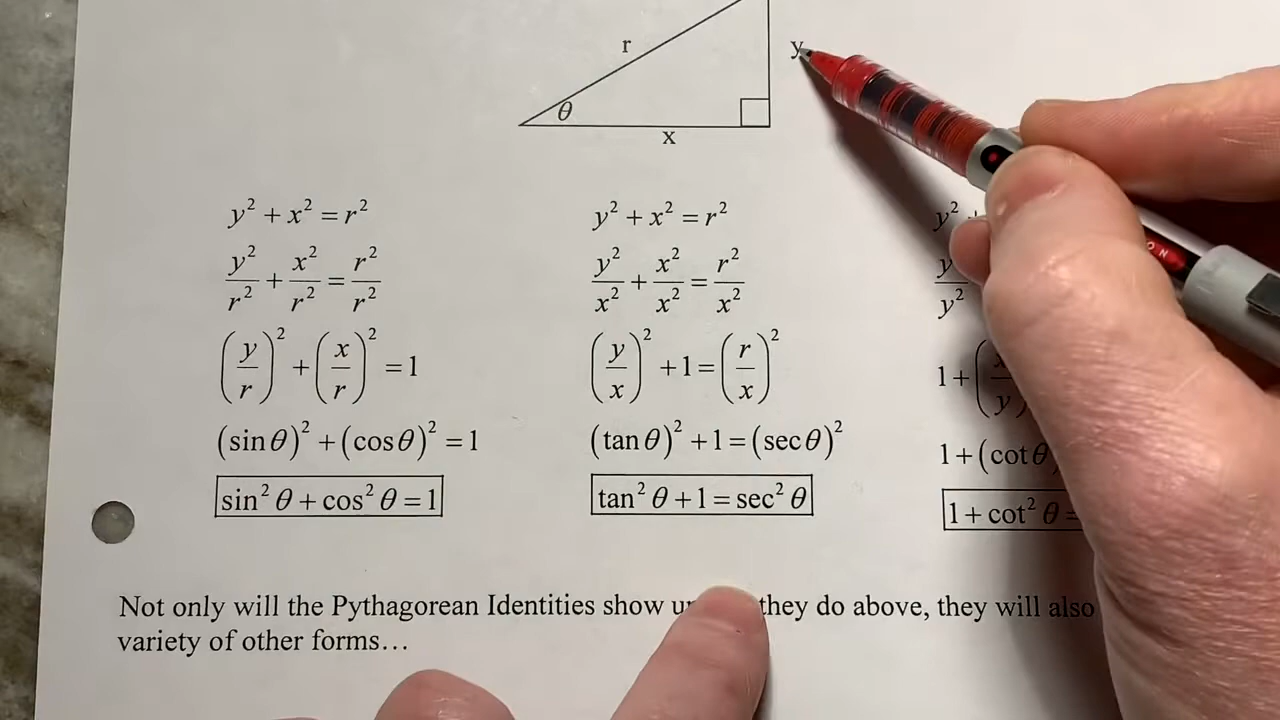 r
y
θ
x
y² + x² = r²
y²/r² + x²/r² = r²/r²
(y/r)² + (x/r)² = 1
(sin θ)² + (cos θ)² = 1
sin² θ + cos² θ = 1
y² + x² = r²
y²/x² + x²/x² = r²/x²
(y/x)² + 1 = (r/x)²
(tan θ)² + 1 = (sec θ)²
tan² θ + 1 = sec² θ
y²
y²
1 + (x/y)
1 + (cot θ
1 + cot² θ =
Not only will the Pythagorean Identities show they do above, they will also
variety of other forms…